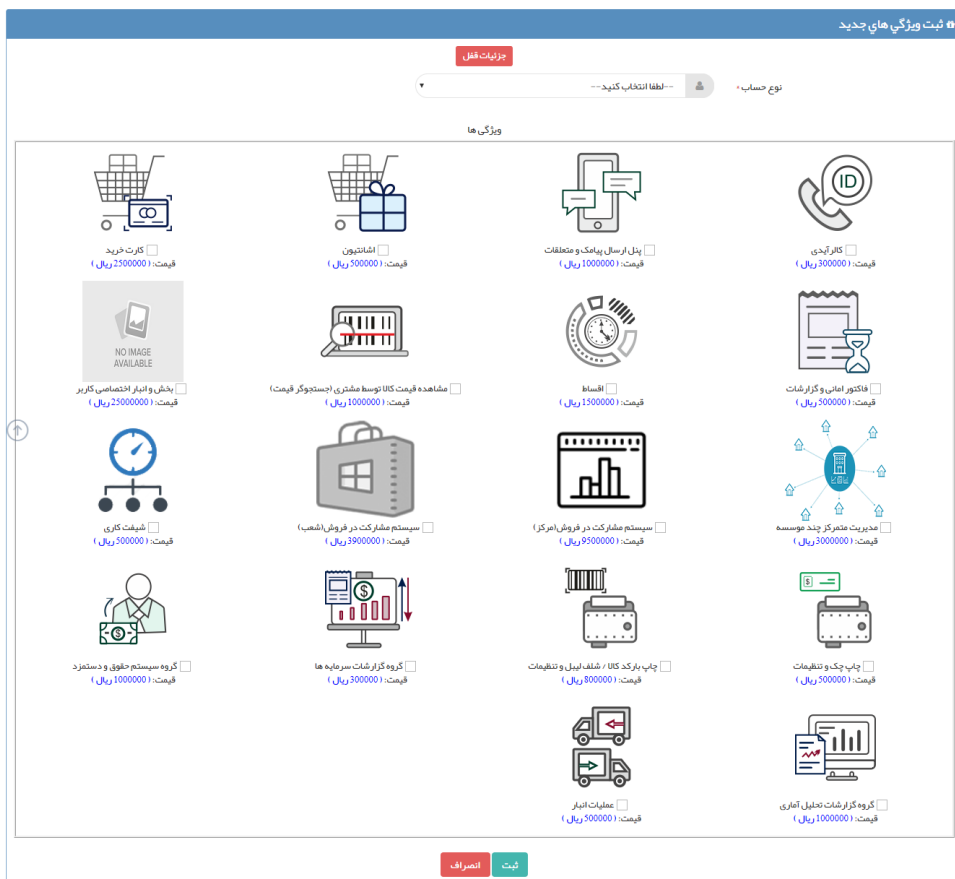 ثبت ویژگي هاي جدید
جزئیات قفل
نوع حساب *
--لطفا انتخاب کنید--
ویژگی ها
ID
کالر آیدی
قیمت: ( 300000 ریال )
پنل ارسال پیامک و متعلقات
قیمت: ( 1000000 ریال )
اشانتیون
قیمت: ( 500000 ریال )
کارت خرید
قیمت: ( 2500000 ریال )
فاکتور امانی و گزارشات
قیمت: ( 500000 ریال )
اقساط
قیمت: ( 1500000 ریال )
مشاهده قیمت کالا توسط مشتری (جستجوگر قیمت)
قیمت: ( 1000000 ریال )
NO IMAGE
AVAILABLE
بخش و انبار اختصاصی کاربر
قیمت: ( 25000000 ریال )
مدیریت متمرکز چند موسسه
قیمت: ( 3000000 ریال )
سیستم مشارکت در فروش(مرکز)
قیمت: ( 9500000 ریال )
سیستم مشارکت در فروش(شعب)
قیمت: ( 3900000 ریال )
شیفت کاری
قیمت: ( 500000 ریال )
چاپ چک و تنظیمات
قیمت: ( 500000 ریال )
چاپ بارکد کالا / شلف لیبل و تنظیمات
قیمت: ( 800000 ریال )
گروه گزارشات سرمایه ها
قیمت: ( 300000 ریال )
گروه سیستم حقوق و دستمزد
قیمت: ( 1000000 ریال )
گروه گزارشات تحلیل آماری
قیمت: ( 1000000 ریال )
عملیات انبار
قیمت: ( 500000 ریال )
ثبت
انصراف